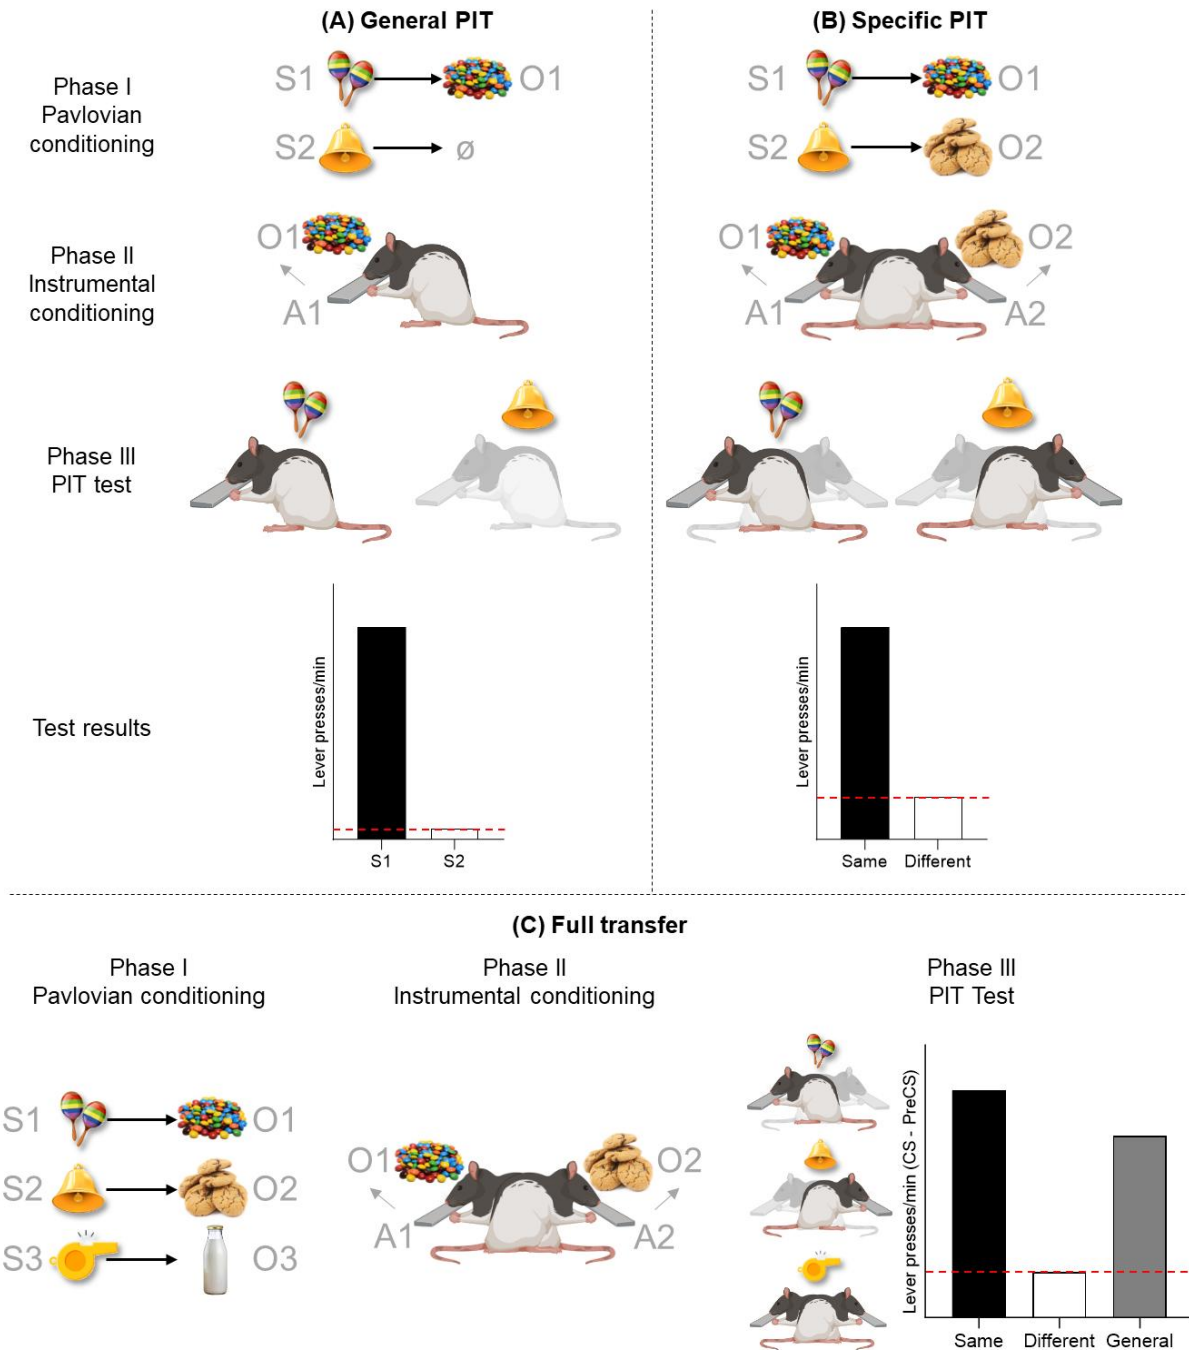 (A) General PIT
(B) Specific PIT
Phase I
Pavlovian
conditioning
S1 O1
S2 ø
S1 O1
S2 O2
Phase II
Instrumental
conditioning
O1
A1
O1 O2
A1 A2
Phase III
PIT test
Test results
Lever presses/min
S1 S2
Lever presses/min
Same Different
(C) Full transfer
Phase I
Pavlovian conditioning
Phase II
Instrumental conditioning
Phase III
PIT Test
S1 O1
S2 O2
S3 O3
O1 O2
A1 A2
Lever presses/min (CS - PreCS)
Same Different General